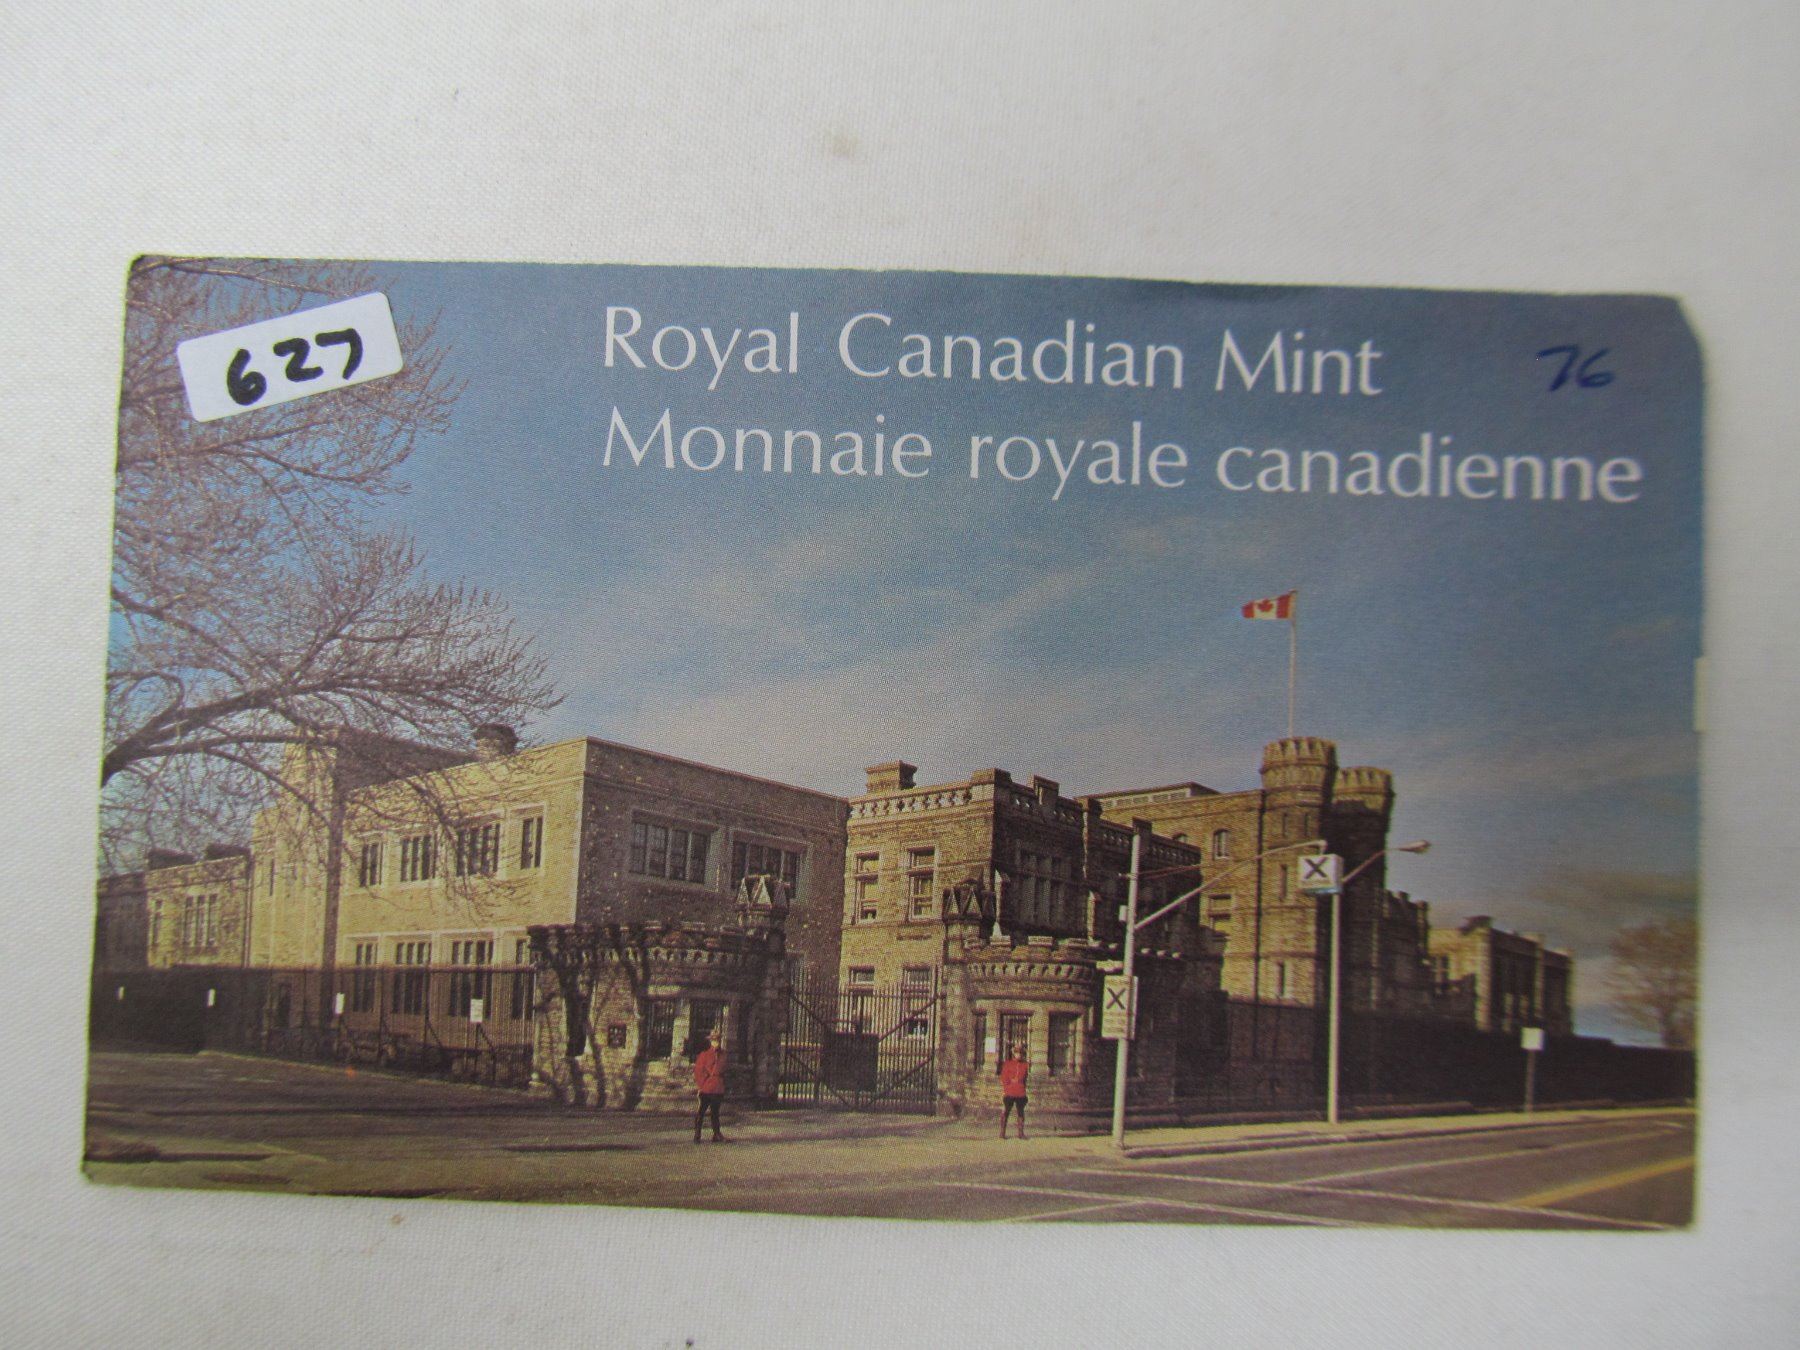 627
Royal Canadian Mint
76
Monnaie royale canadienne
X
X